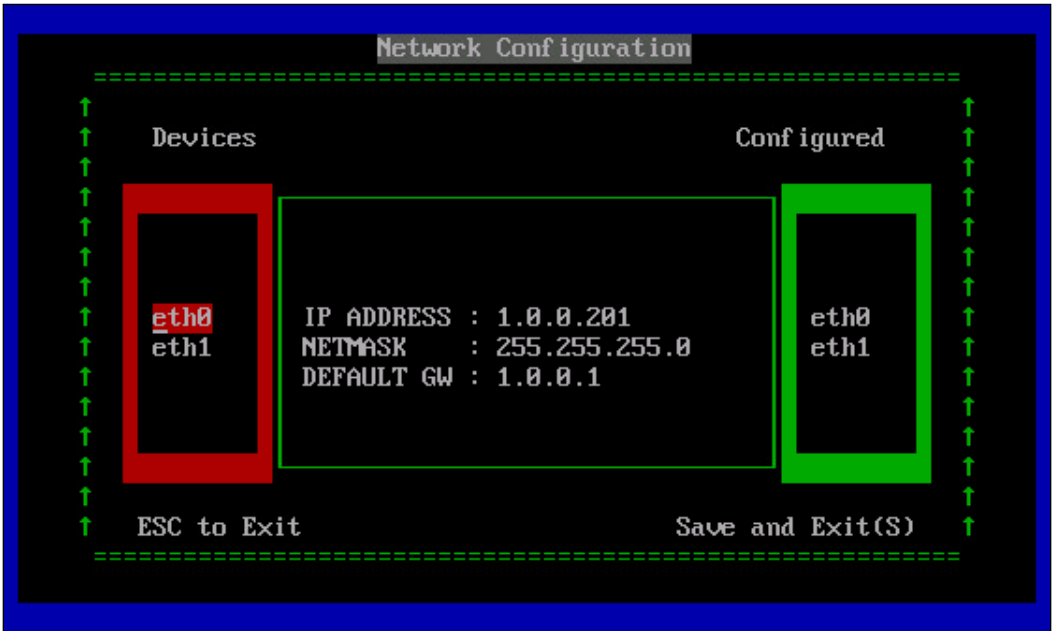 Network Configuration
Devices Configured
eth0 IP ADDRESS : 1.0.0.201 eth0
eth1 NETMASK : 255.255.255.0 eth1
DEFAULT GW : 1.0.0.1
ESC to Exit Save and Exit(S)